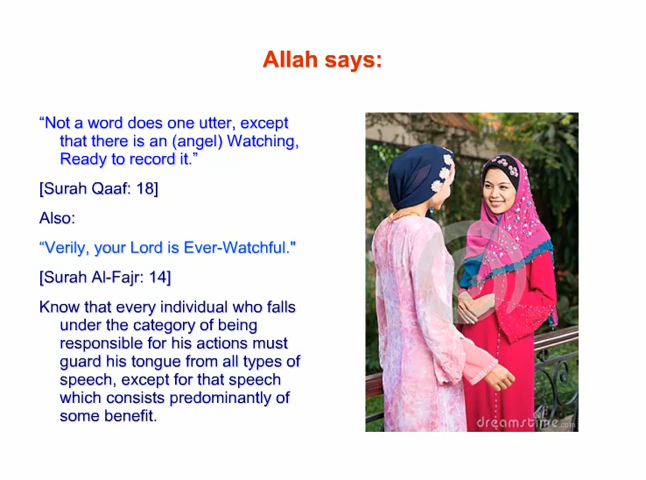 Allah says:
“Not a word does one utter, except
that there is an (angel) Watching,
Ready to record it.”
[Surah Qaaf: 18]
Also:
“Verily, your Lord is Ever-Watchful."
[Surah Al-Fajr: 14]
Know that every individual who falls
under the category of being
responsible for his actions must
guard his tongue from all types of
speech, except for that speech
which consists predominantly of
some benefit.
dreamstime.com